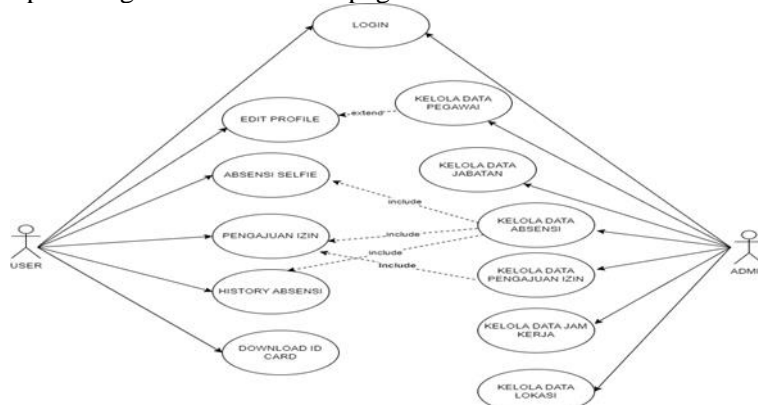 LOGIN
KELOLA DATA
PEGAWAI
extend
EDIT PROFILE
KELOLA DATA
JABATAN
ABSENSI SELFIE
include
KELOLA DATA
ABSENSI
PENGAJUAN IZIN
include
include
USER
ADMI
Include
KELOLA DATA
PENGAJUAN IZIN
HISTORY ABSENSI
KELOLA DATA JAM
KERJA
DOWNLOAD ID
CARD
KELOLA DATA
LOKASI